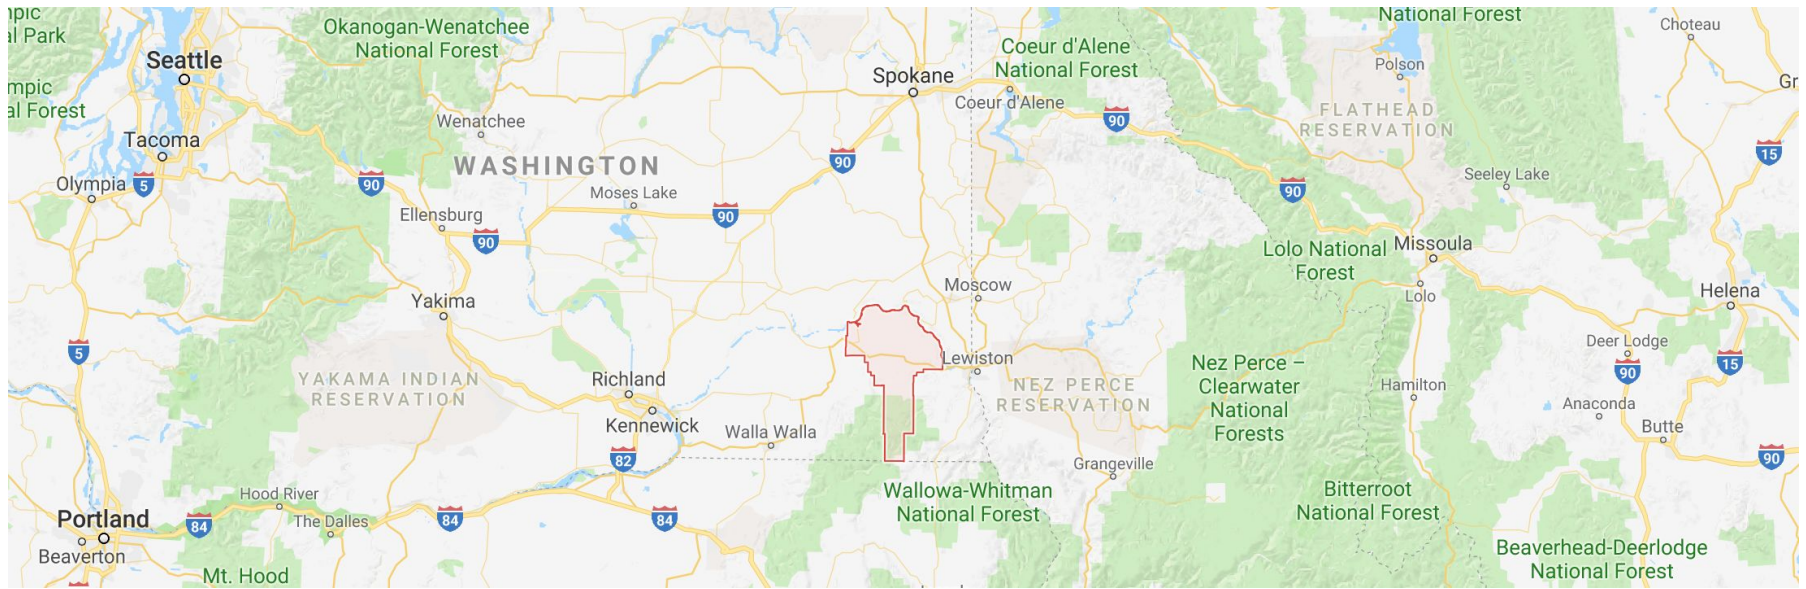 al Park
Okanogan-Wenatchee
National Forest
National Forest
Choteau
Seattle
Coeur d'Alene
National Forest
Polson
Spokane
al Forest
Coeur d'Alene
90
FLATHEAD
RESERVATION
Wenatchee
Tacoma
WASHINGTON
90
15
Olympia
5
90
Moses Lake
90
Seeley Lake
90
Ellensburg
90
Lolo National
Forest
Missoula
Moscow
Lolo
Helena
Yakima
5
Deer Lodge
90
15
Lewiston
Nez Perce –
Clearwater
National
Forests
YAKAMA INDIAN
RESERVATION
Richland
NEZ PERCE
RESERVATION
Hamilton
Anaconda
Kennewick
Walla Walla
Butte
82
Grangeville
90
Hood River
Wallowa-Whitman
National Forest
Bitterroot
National Forest
Portland
84
The Dalles
84
84
Beaverton
Mt. Hood
Beaverhead-Deerlodge
National Forest